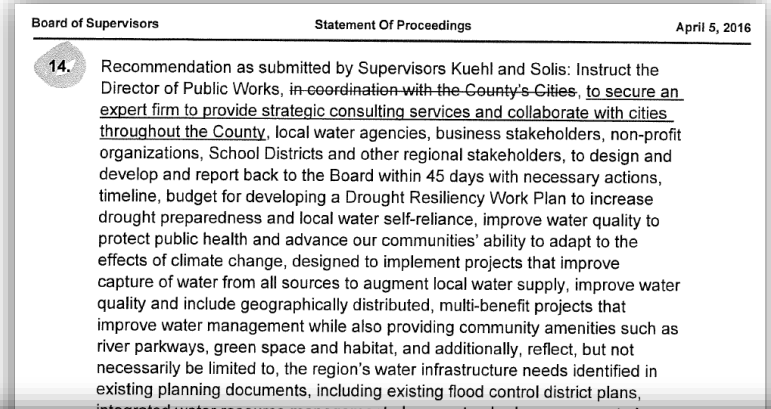 Board of Supervisors Statement Of Proceedings April 5, 2016
14. Recommendation as submitted by Supervisors Kuehl and Solis: Instruct the
Director of Public Works, in coordination with the County's Cities, to secure an
expert firm to provide strategic consulting services and collaborate with cities
throughout the County, local water agencies, business stakeholders, non-profit
organizations, School Districts and other regional stakeholders, to design and
develop and report back to the Board within 45 days with necessary actions,
timeline, budget for developing a Drought Resiliency Work Plan to increase
drought preparedness and local water self-reliance, improve water quality to
protect public health and advance our communities' ability to adapt to the
effects of climate change, designed to implement projects that improve
capture of water from all sources to augment local water supply, improve water
quality and include geographically distributed, multi-benefit projects that
improve water management while also providing community amenities such as
river parkways, green space and habitat, and additionally, reflect, but not
necessarily be limited to, the region's water infrastructure needs identified in
existing planning documents, including existing flood control district plans,